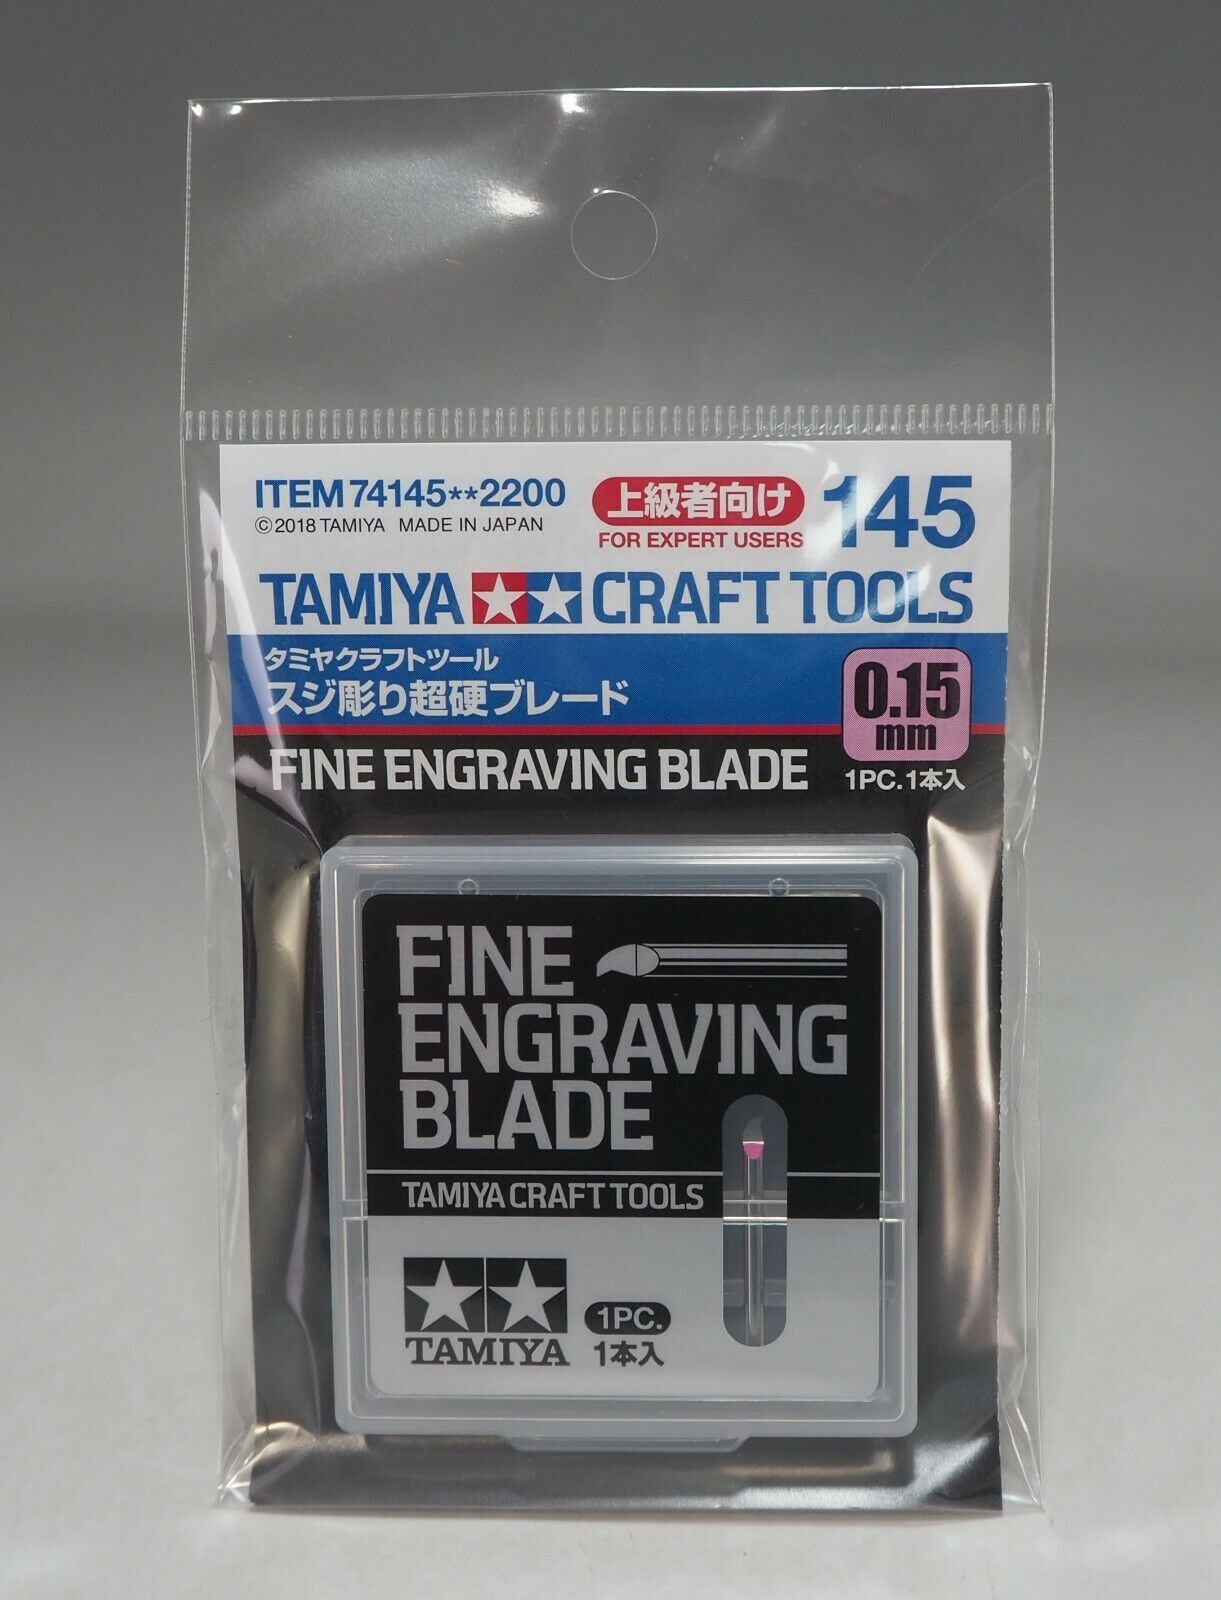 ITEM 74145**2200
©2018 TAMIYA MADE IN JAPAN
上級者向け
FOR EXPERT USERS
145
TAMIYA CRAFT TOOLS
タミヤクラフトツール
スジ彫り超硬ブレード
0.15
mm
FINE ENGRAVING BLADE
1PC.1本入
FINE
ENGRAVING
BLADE
TAMIYA CRAFT TOOLS
TAMIYA
1PC.
1本入